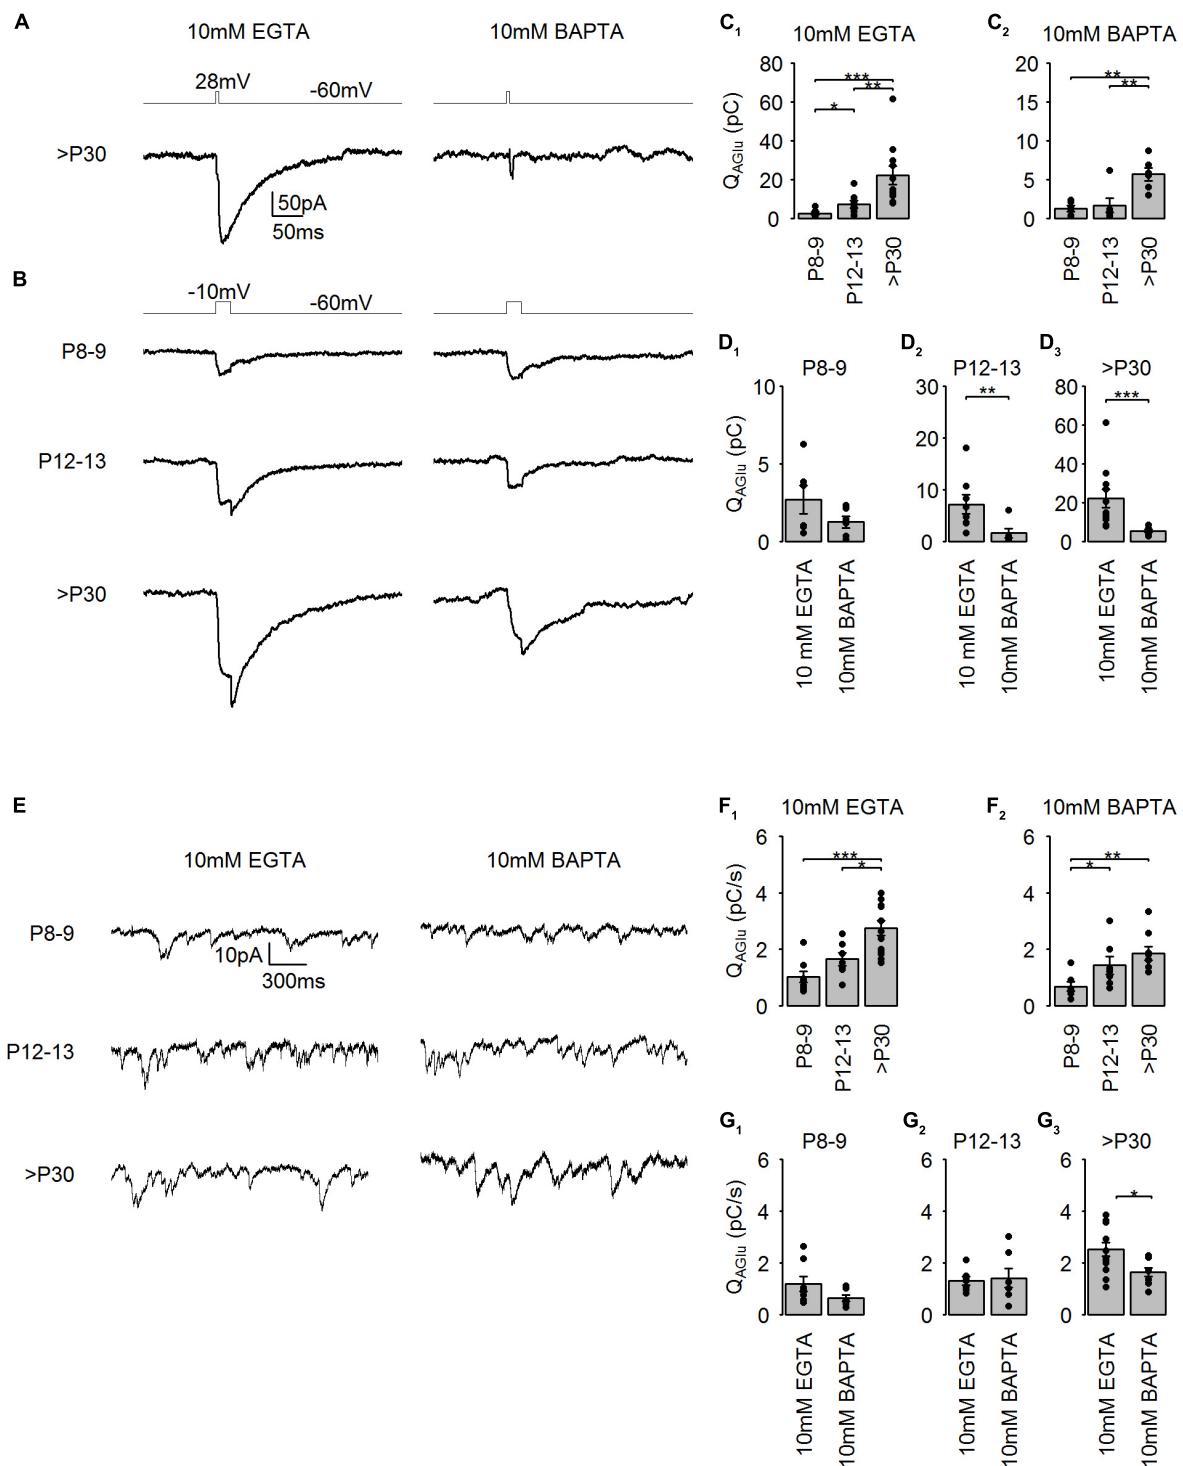 A
10mM EGTA
10mM BAPTA
28mV
-60mV
>P30
50pA
50ms
B
-10mV
-60mV
P8-9
P12-13
>P30
C1
10mM EGTA
QAGlu (pC)
80
60
40
20
0
***
**
*
P8-9
P12-13
>P30
C2
10mM BAPTA
20
15
10
5
0
**
**
P8-9
P12-13
>P30
D1
P8-9
QAGlu (pC)
10
5
0
10 mM EGTA
10mM BAPTA
D2
P12-13
30
20
10
0
**
10 mM EGTA
10mM BAPTA
D3
>P30
80
60
40
20
0
***
10mM EGTA
10mM BAPTA
E
10mM EGTA
10mM BAPTA
P8-9
10pA
300ms
P12-13
>P30
F1
10mM EGTA
QAGlu (pC/s)
6
4
2
0
***
*
P8-9
P12-13
>P30
F2
10mM BAPTA
6
4
2
0
**
*
P8-9
P12-13
>P30
G1
P8-9
QAGlu (pC/s)
6
4
2
0
10mM EGTA
10mM BAPTA
G2
P12-13
6
4
2
0
10mM EGTA
10mM BAPTA
G3
>P30
6
4
2
0
*
10mM EGTA
10mM BAPTA